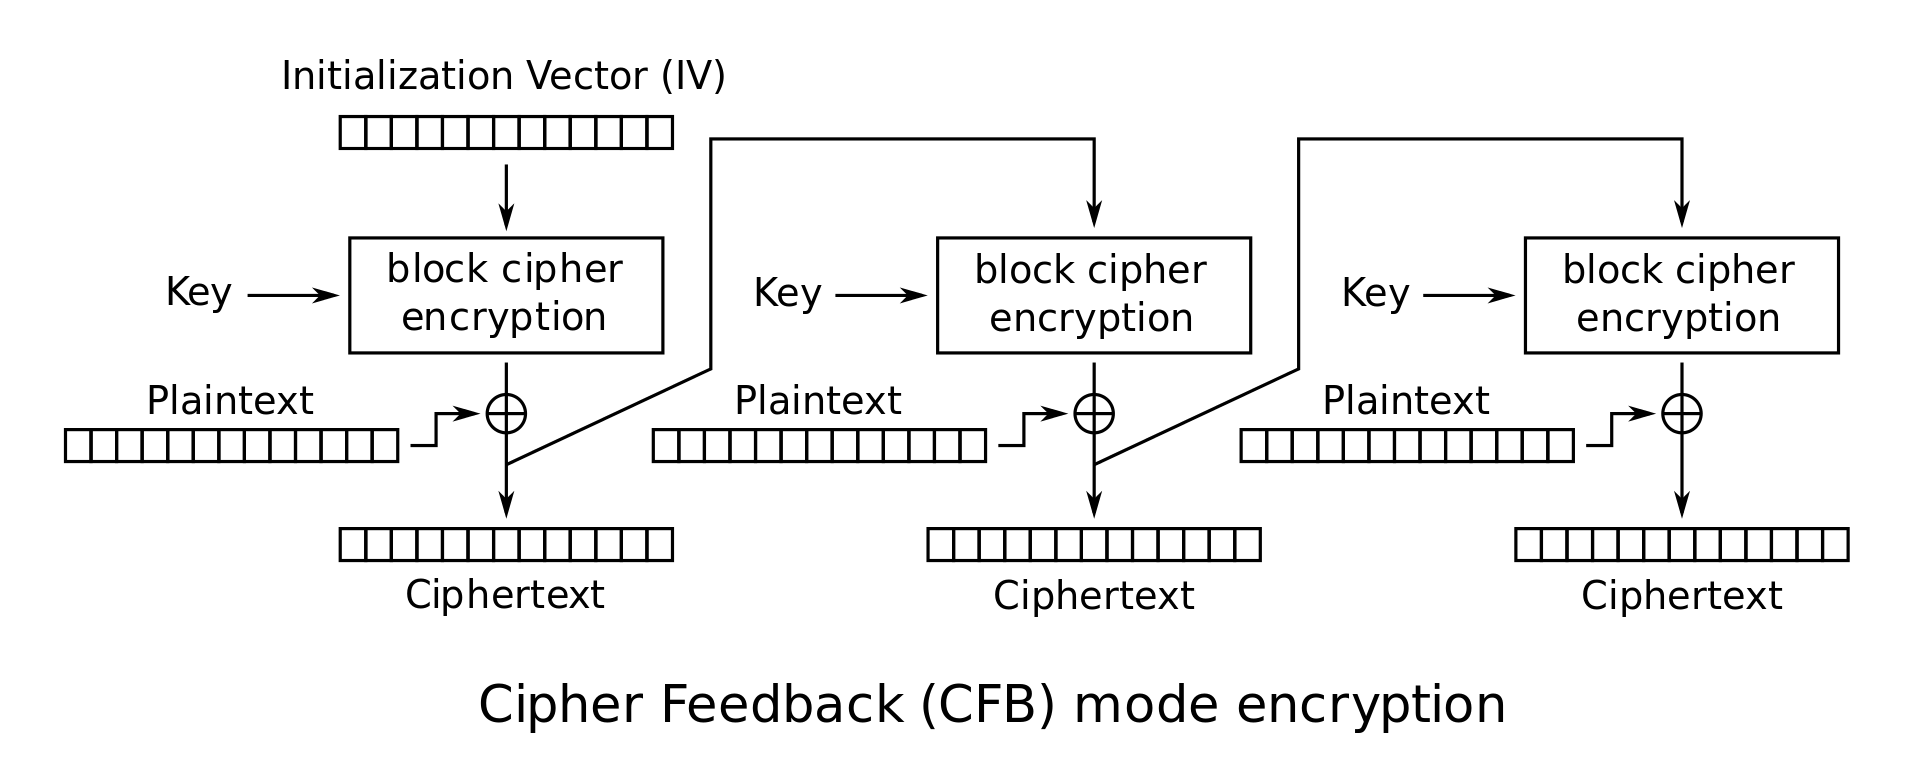 Initialization Vector (IV)
Key
block cipher
encryption
Key
block cipher
encryption
Key
block cipher
encryption
Plaintext
Plaintext
Plaintext
Ciphertext
Ciphertext
Ciphertext
Cipher Feedback (CFB) mode encryption